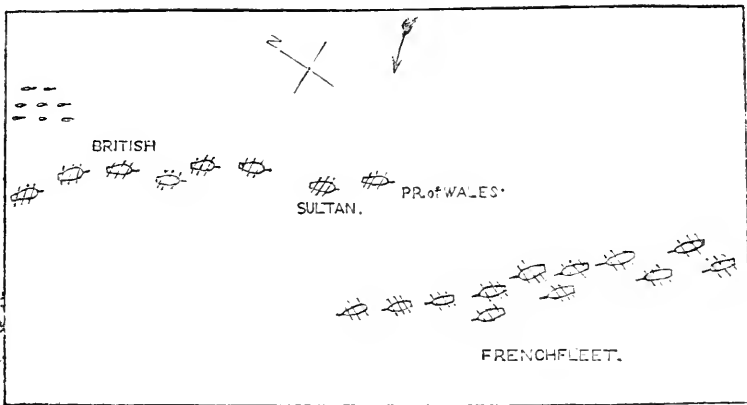 N
BRITISH
SULTAN.
PR. of WALES.
FRENCH FLEET.